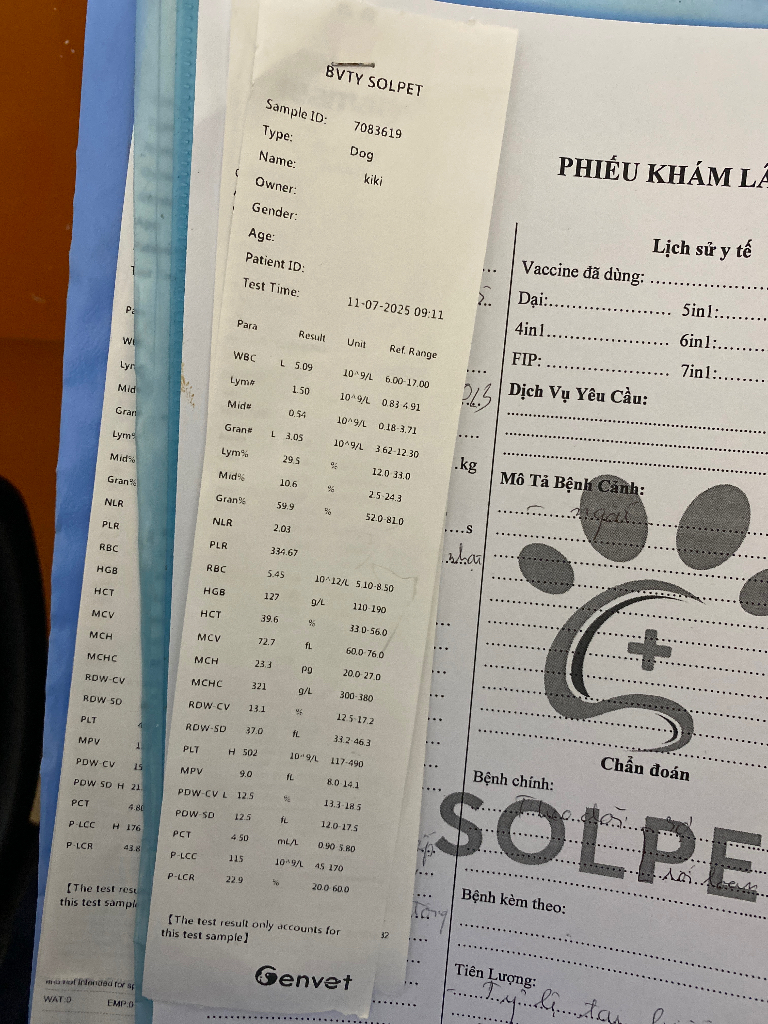 BVTY SOLPET
Sample ID: 7083619
Type: Dog
Name: kiki
Owner:
Gender:
Age:
Patient ID:
Test Time: 11-07-2025 09:11
Para Result Unit Ref. Range
WBC L 5.09 10^9/L 6.00-17.00
Lym# 1.50 10^9/L 0.83-4.91
Mid# 0.54 10^9/L 0.18-3.71
Gran# L 3.05 10^9/L 3.62-12.30
Lym% 29.5 % 12.0-33.0
Mid% 10.6 % 2.5-24.3
Gran% 59.9 % 52.0-81.0
NLR 2.03
PLR 334.67
RBC 5.45 10^12/L 5.10-8.50
HGB 127 g/L 110-190
HCT 39.6 % 33.0-56.0
MCV 72.7 fL 60.0-76.0
MCH 23.3 pg 20.0-27.0
MCHC 321 g/L 300-380
RDW-CV 13.1 % 12.5-17.2
RDW-SD 37.0 fL 33.2-46.3
PLT H 502 10^9/L 117-490
MPV 9.0 fL 8.0-14.1
PDW-CV L 12.5 % 13.3-18.5
PDW-SD 12.5 fL 12.0-17.5
PCT 4.50 mL/L 0.90-5.80
P-LCC 115 10^9/L 45-170
P-LCR 22.9 % 20.0-60.0
【The test result only accounts for
this test sample】
32
Genvet
Lym
Mid
Gran
Lym%
Mid%
Gran%
NLR
PLR
RBC
HGB
HCT
MCV
MCH
MCHC
RDW-CV
RDW-SD
PLT
MPV
PDW-CV
PDW-SD H
PCT 4.8
P-LCC H 176
P-LCR 43.8
【The test
this test
WAT:0 EMP:0
PHIẾU KHÁM
Lịch sử y tế
Vaccine đã dùng:
Dại: 5in1:
4in1 6in1:
FIP: 7in1:
Dịch Vụ Yêu Cầu:
kg
Mô Tả Bệnh Cảnh:
s
Chẩn đoán
Bệnh chính:
Theo dõi
SOLPE
Bệnh kèm theo:
Tiên Lượng: